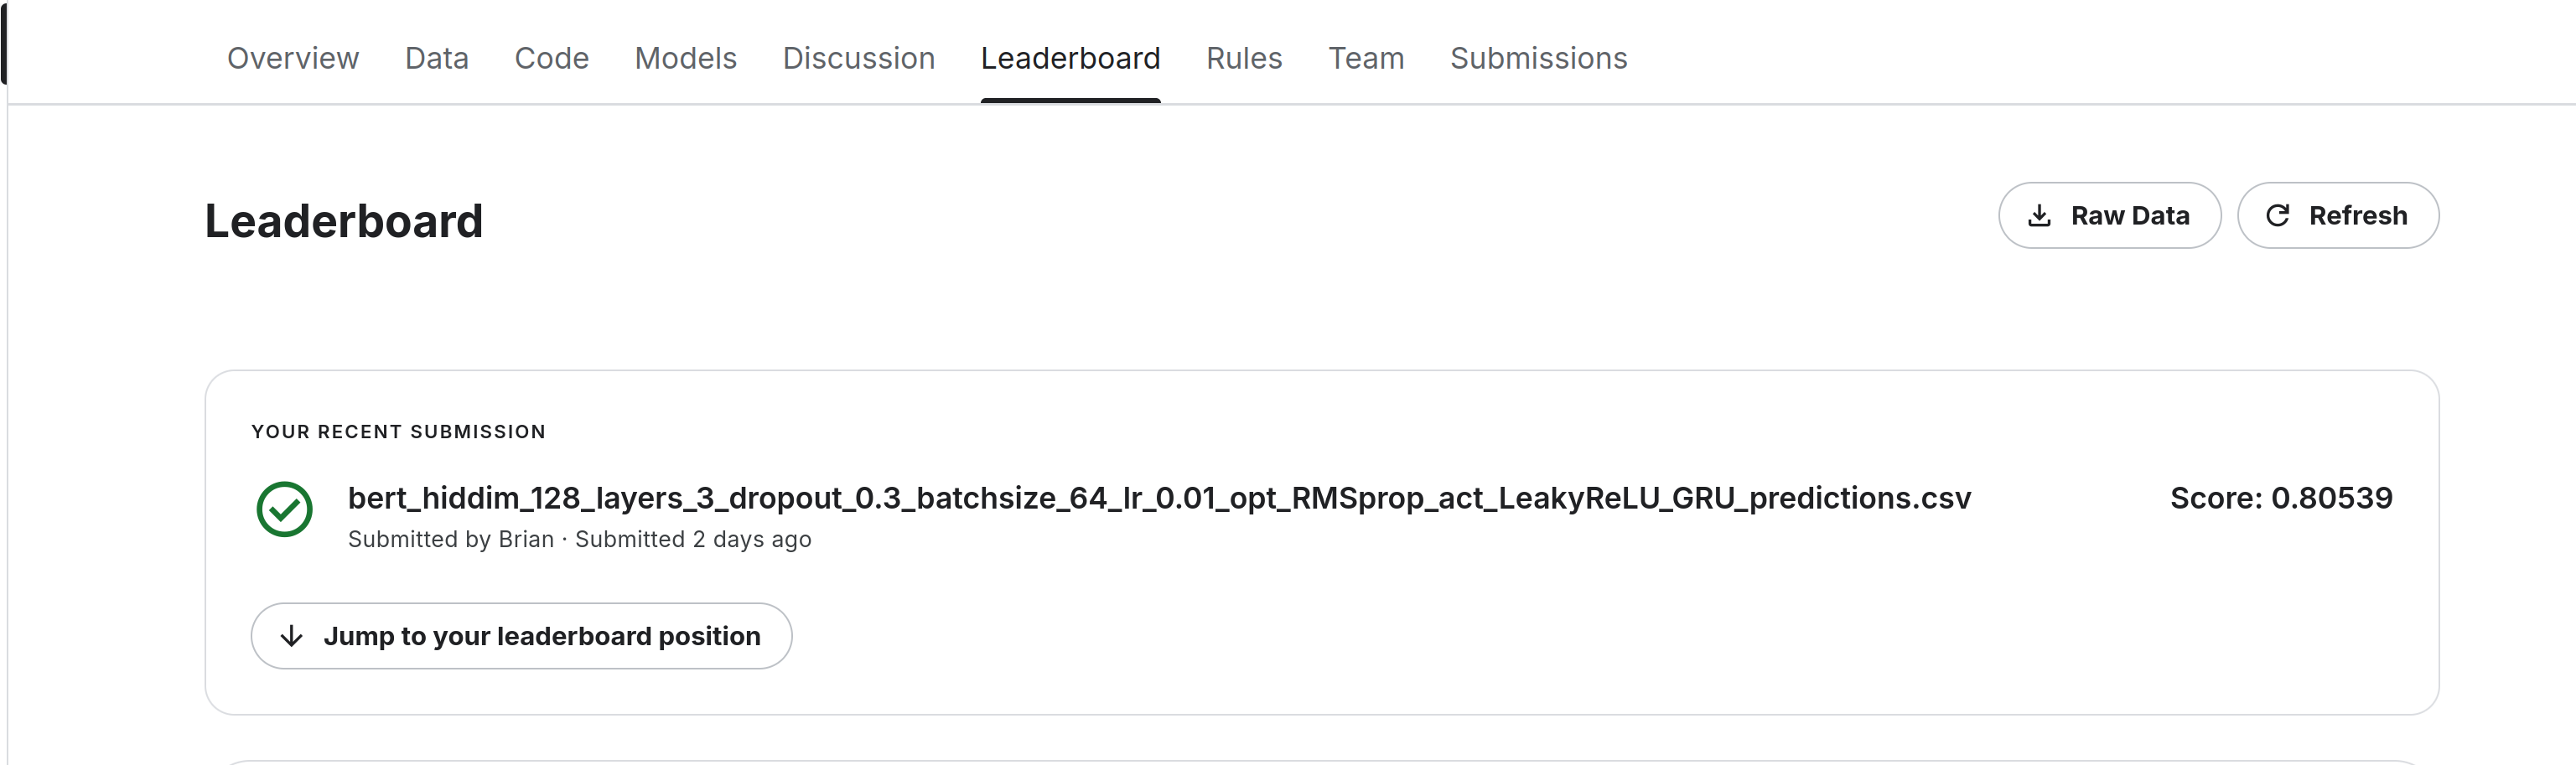 Overview Data Code Models Discussion Leaderboard Rules Team Submissions
Leaderboard
Raw Data Refresh
YOUR RECENT SUBMISSION
bert_hiddim_128_layers_3_dropout_0.3_batchsize_64_lr_0.01_opt_RMSprop_act_LeakyReLU_GRU_predictions.csv Score: 0.80539
Submitted by Brian · Submitted 2 days ago
Jump to your leaderboard position